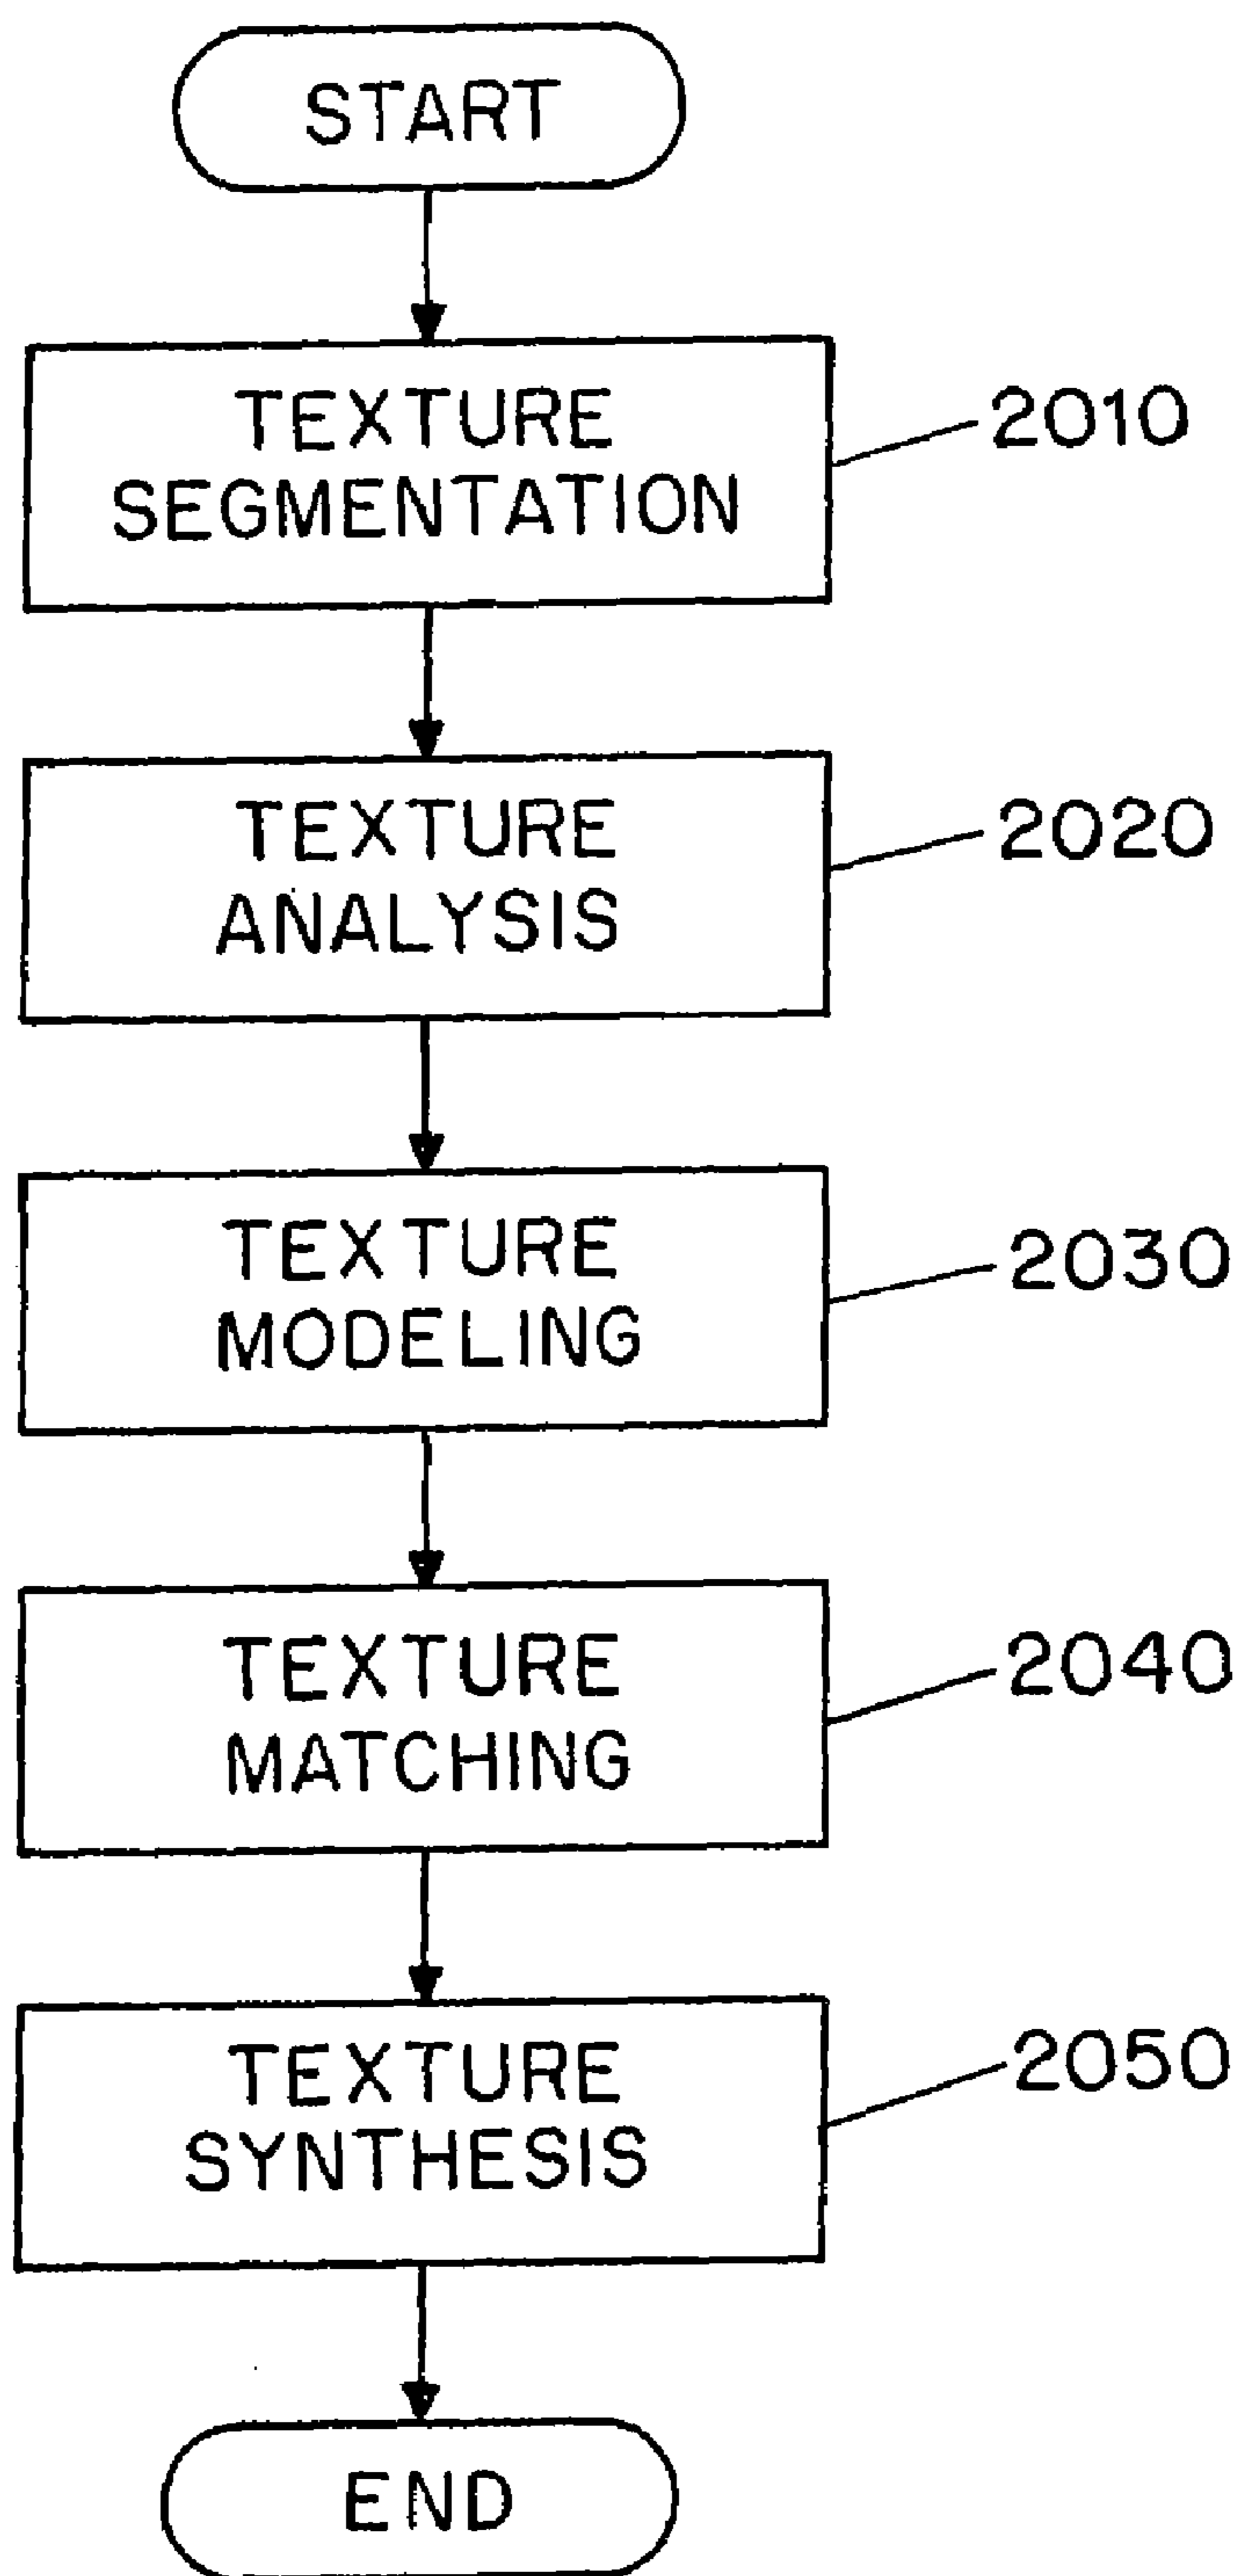 START
TEXTURE
SEGMENTATION
2010
TEXTURE
ANALYSIS
2020
TEXTURE
MODELING
2030
TEXTURE
MATCHING
2040
TEXTURE
SYNTHESIS
2050
END